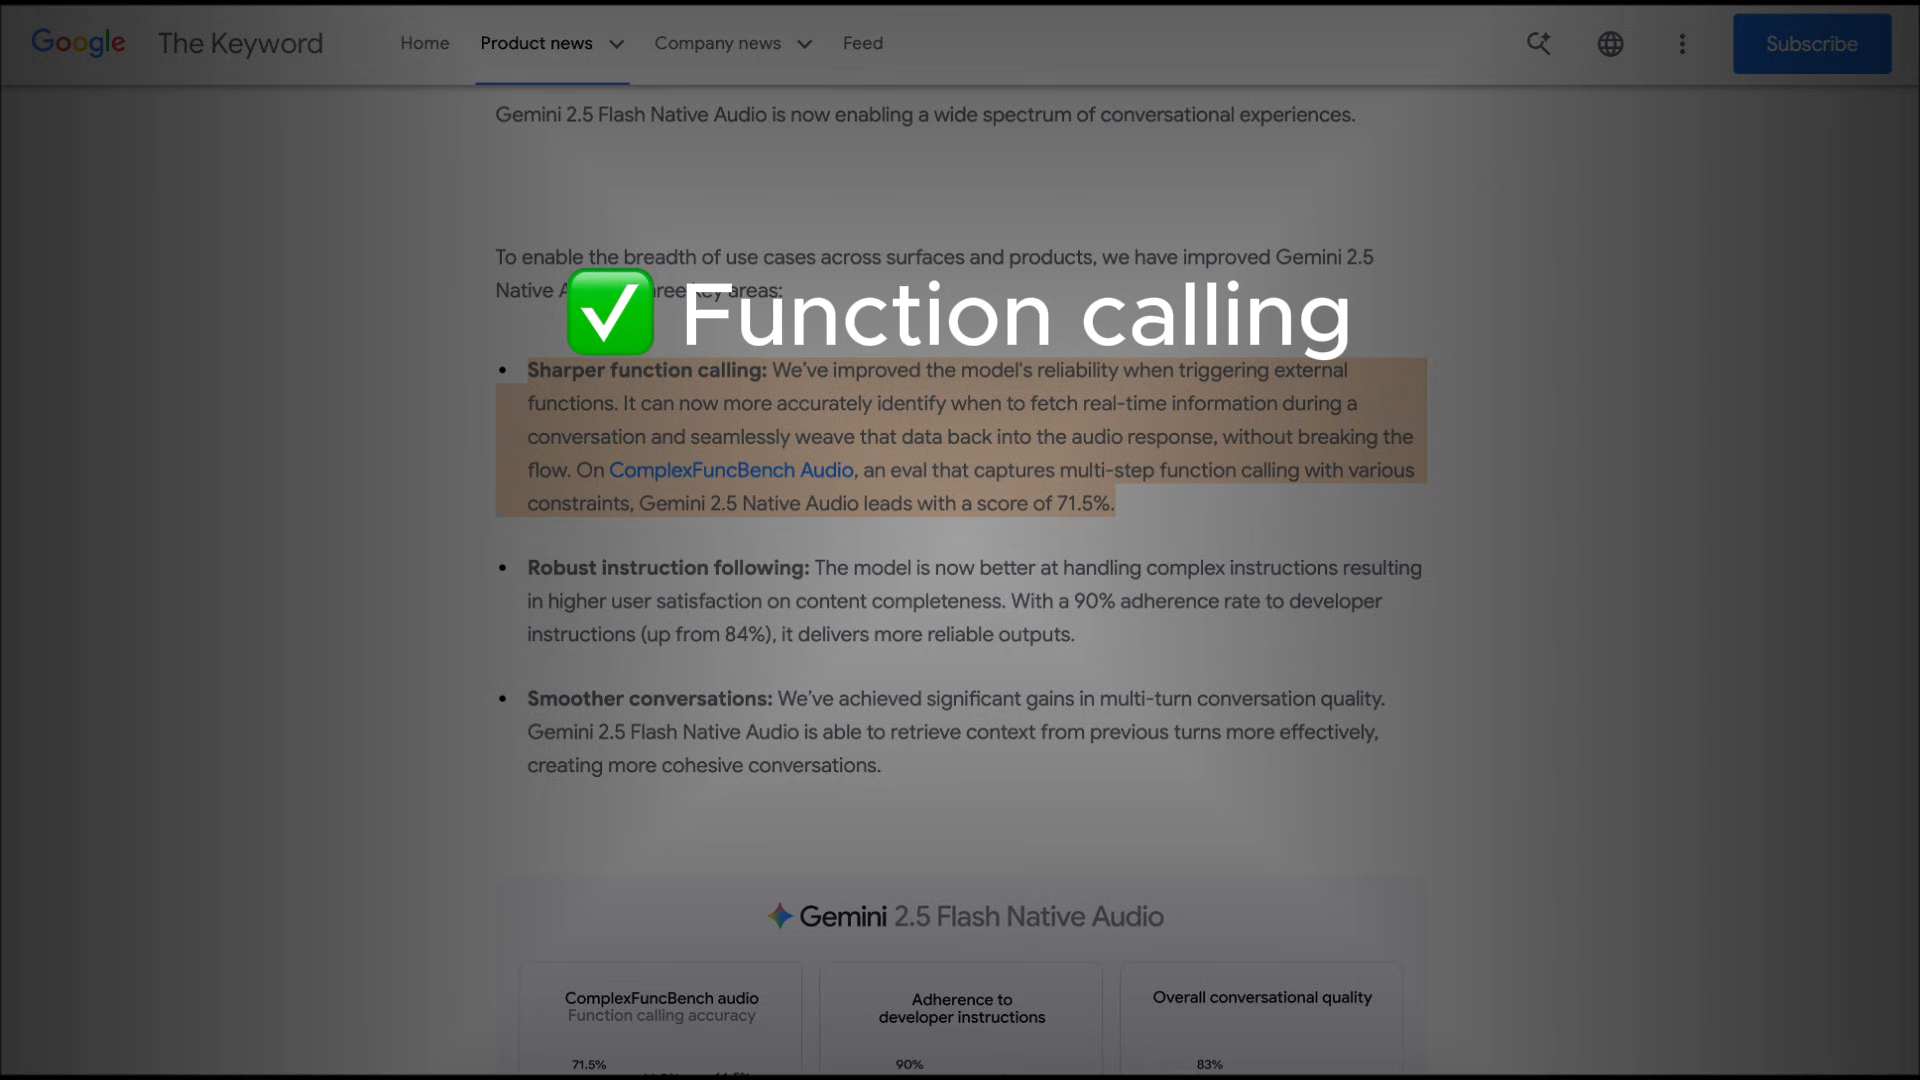 Google The Keyword Home Product news Company news Feed Subscribe
Gemini 2.5 Flash Native Audio is now enabling a wide spectrum of conversational experiences.
To enable the breadth of use cases across surfaces and products, we have improved Gemini 2.5
Native key areas:
✅ Function calling
• Sharper function calling: We've improved the model's reliability when triggering external
functions. It can now more accurately identify when to fetch real-time information during a
conversation and seamlessly weave that data back into the audio response, without breaking the
flow. On ComplexFuncBench Audio, an eval that captures multi-step function calling with various
constraints, Gemini 2.5 Native Audio leads with a score of 71.5%.
• Robust instruction following: The model is now better at handling complex instructions resulting
in higher user satisfaction on content completeness. With a 90% adherence rate to developer
instructions (up from 84%), it delivers more reliable outputs.
• Smoother conversations: We've achieved significant gains in multi-turn conversation quality.
Gemini 2.5 Flash Native Audio is able to retrieve context from previous turns more effectively,
creating more cohesive conversations.
Gemini 2.5 Flash Native Audio
ComplexFuncBench audio
Function calling accuracy
71.5%
Adherence to
developer instructions
90%
Overall conversational quality
83%